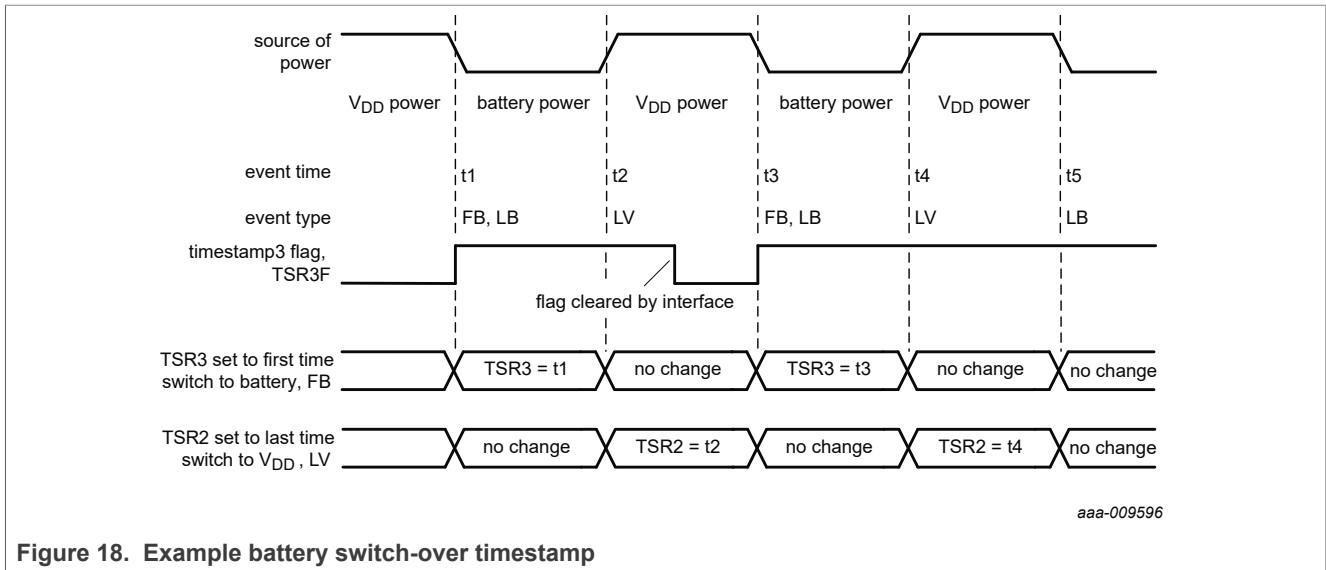 source of
power
V_DD power battery power V_DD power battery power V_DD power
event time t1 t2 t3 t4 t5
event type FB, LB LV FB, LB LV LB
timestamp3 flag,
TSR3F
flag cleared by interface
TSR3 set to first time
switch to battery, FB
TSR3 = t1 no change TSR3 = t3 no change no change
TSR2 set to last time
switch to V_DD , LV
no change TSR2 = t2 no change TSR2 = t4 no change
aaa-009596
Figure 18. Example battery switch-over timestamp